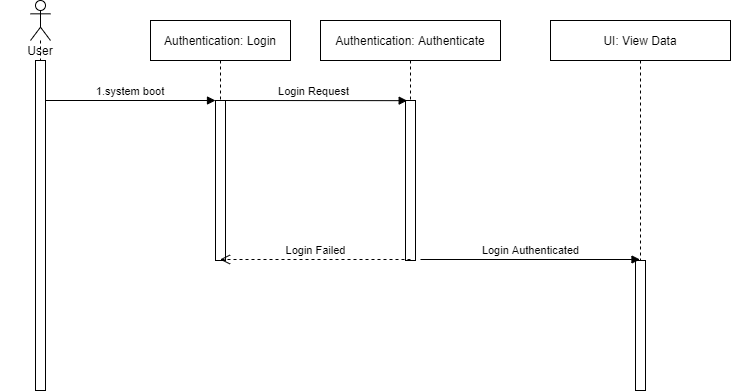 User
Authentication: Login
Authentication: Authenticate
UI: View Data
1.system boot
Login Request
Login Failed
Login Authenticated